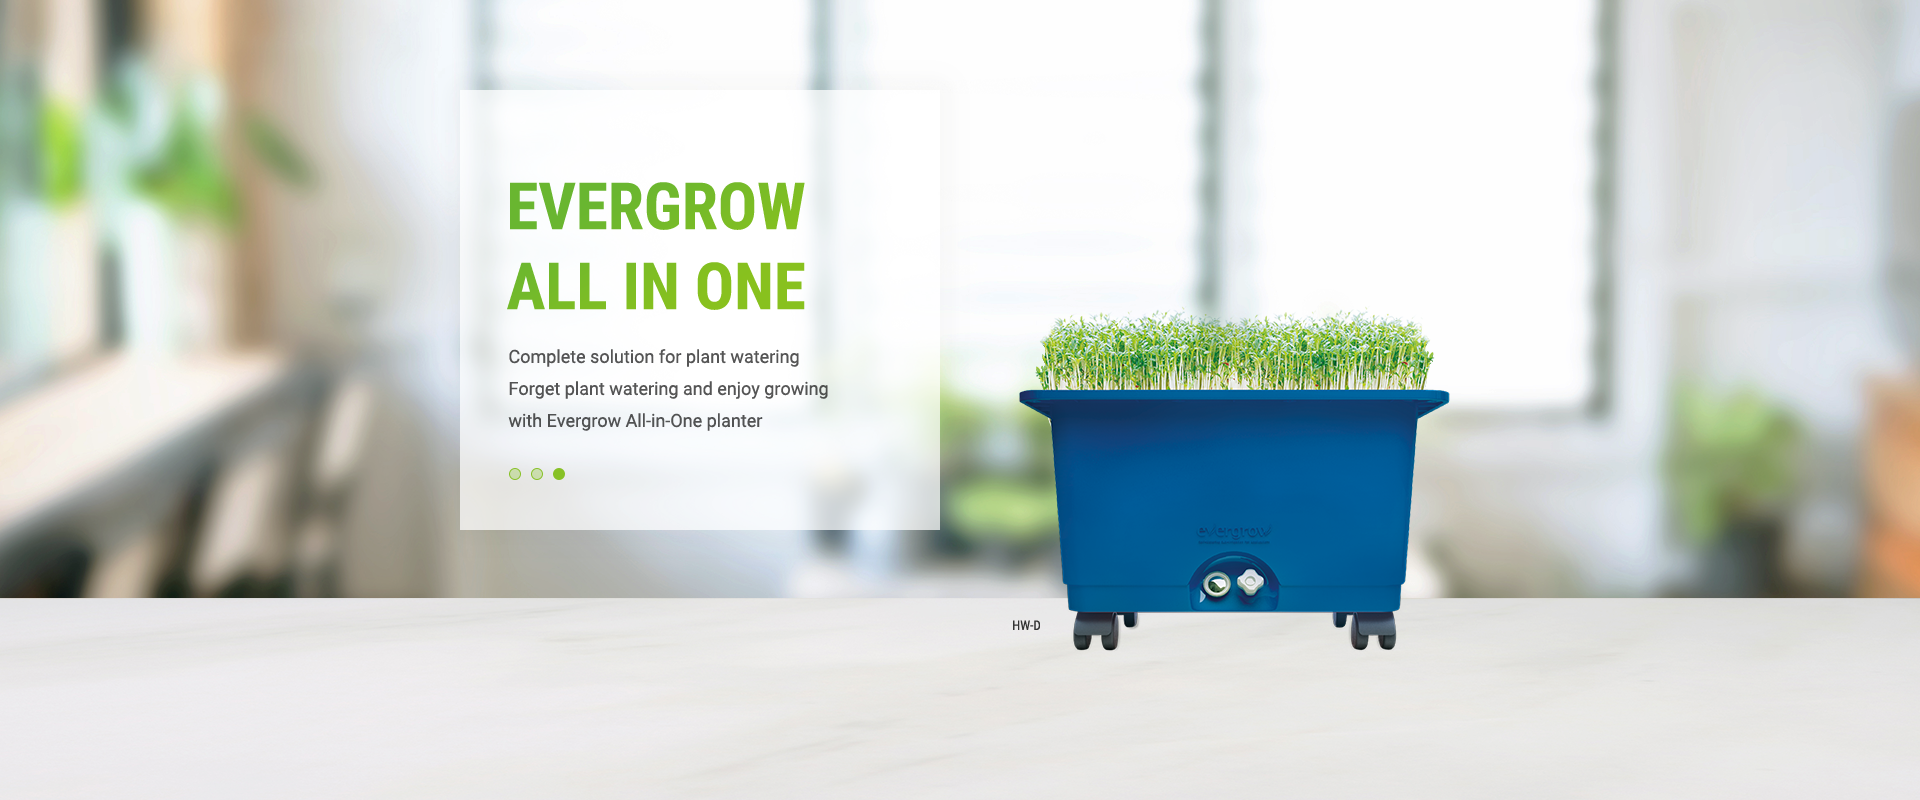 EVERGROW
ALL IN ONE
Complete solution for plant watering
Forget plant watering and enjoy growing
with Evergrow All-in-One planter
evergrow
HW-D